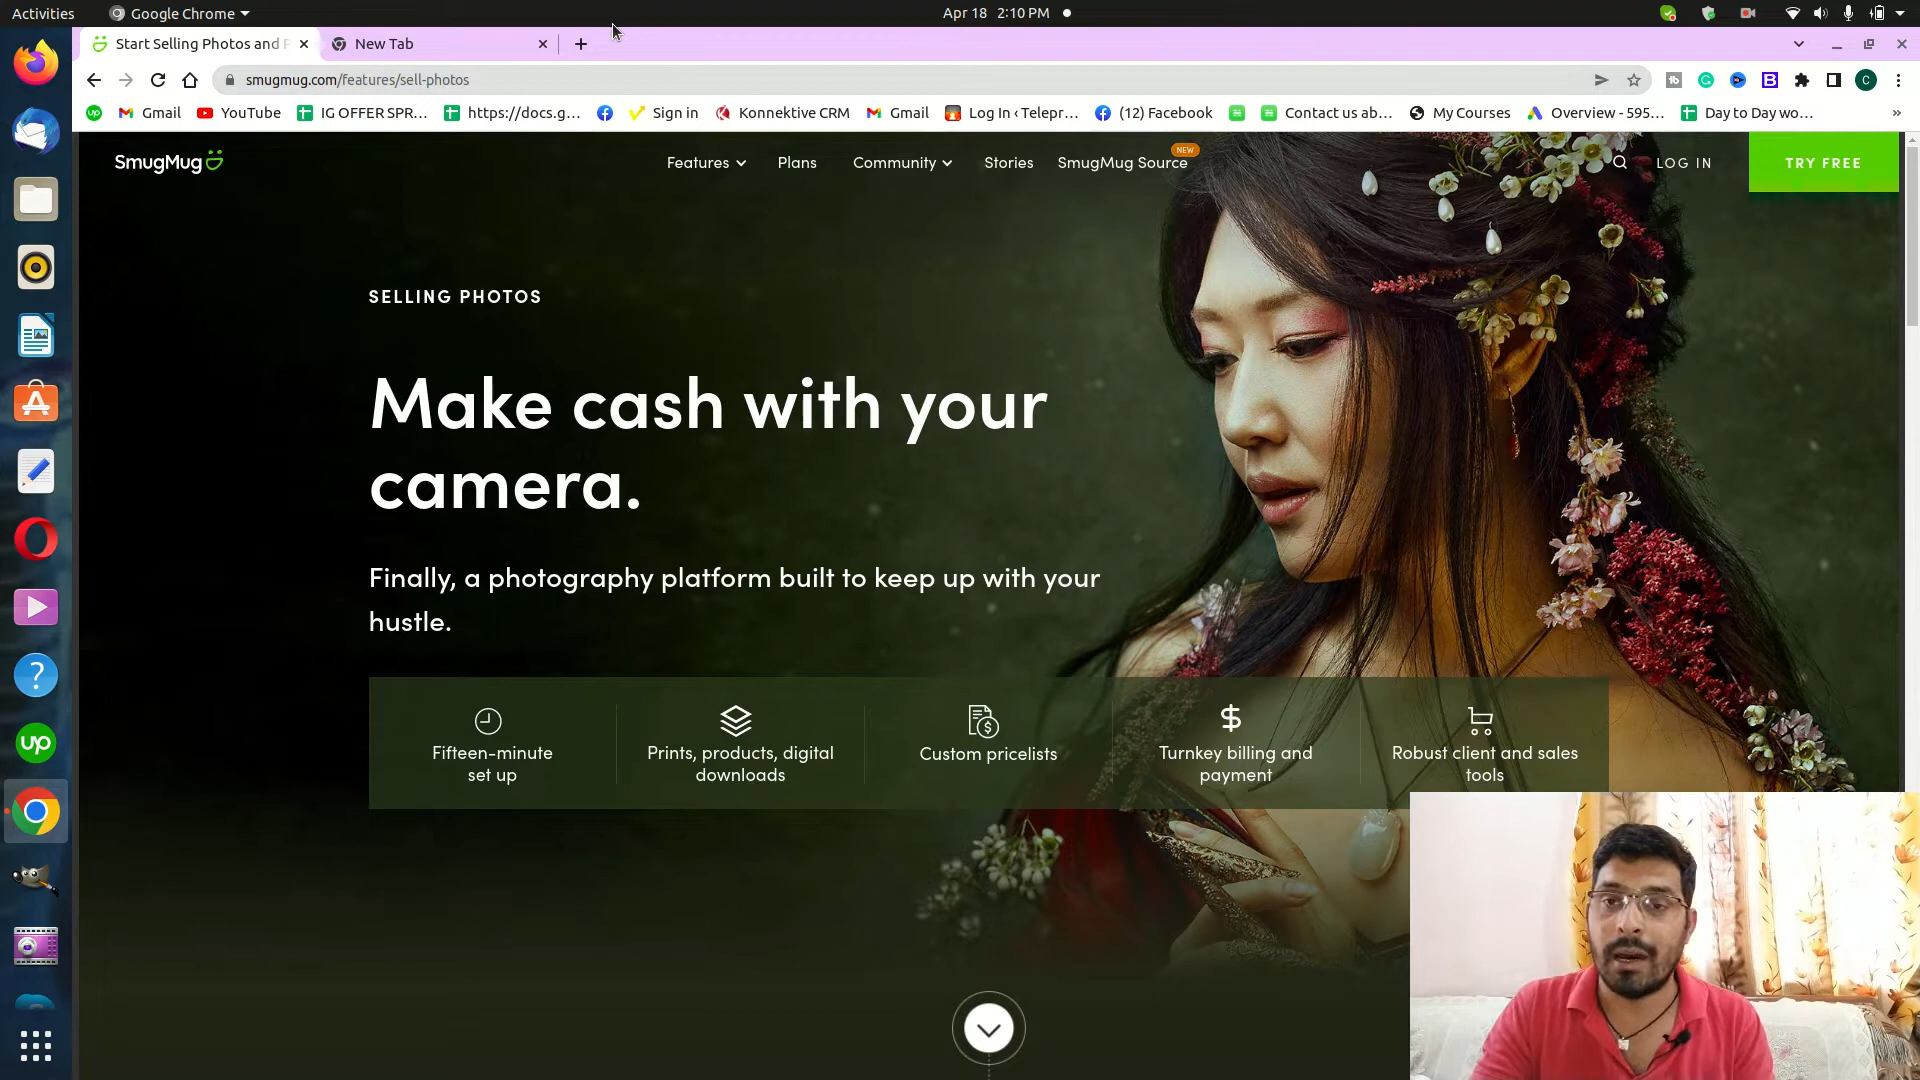 Activities Google Chrome Apr 18 2:10 PM
Start Selling Photos and P New Tab
smugmug.com/features/sell-photos
Gmail YouTube IG OFFER SPR... https://docs.g... Sign in Konnektive CRM Gmail Log In ‹ Telepr... (12) Facebook Contact us ab... My Courses Overview - 595... Day to Day wo... »
SmugMug Features Plans Community Stories SmugMug Source NEW LOG IN TRY FREE
SELLING PHOTOS
Make cash with your
camera.
Finally, a photography platform built to keep up with your
hustle.
Fifteen-minute
set up
Prints, products, digital
downloads
Custom pricelists
Turnkey billing and
payment
Robust client and sales
tools
up